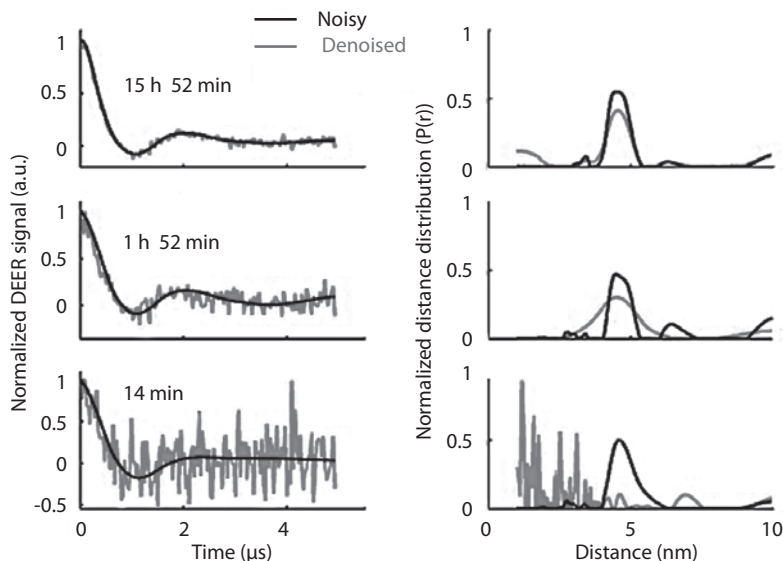 Noisy
Denoised
Normalized DEER signal (a.u.)
1
0.5
0
15 h 52 min
1
0.5
0
1 h 52 min
1
0.5
0
-0.5
14 min
0
2
4
Time (µs)
Normalized distance distribution (P(r))
1
0.5
0
1
0.5
0
1
0.5
0
0
5
10
Distance (nm)